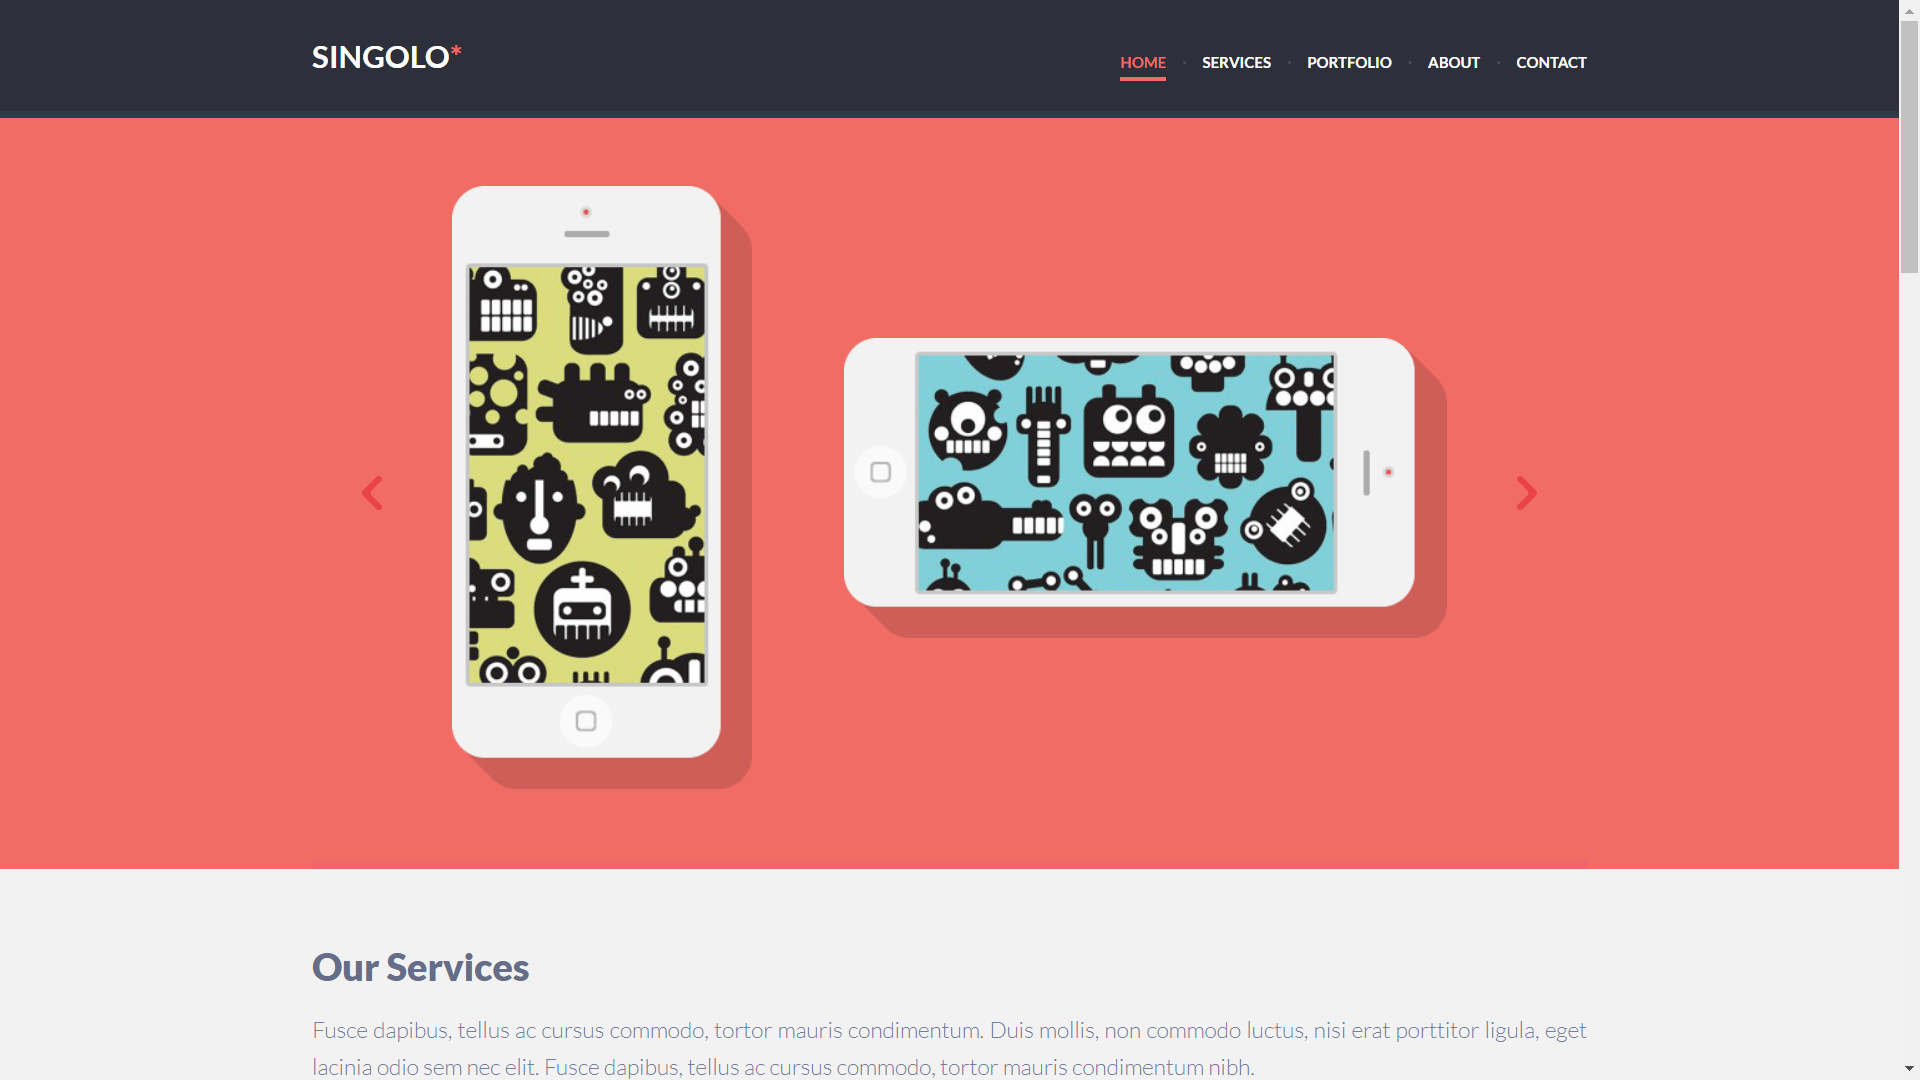 SINGOLO*
HOME • SERVICES • PORTFOLIO • ABOUT • CONTACT
Our Services
Fusce dapibus, tellus ac cursus commodo, tortor mauris condimentum. Duis mollis, non commodo luctus, nisi erat porttitor ligula, eget
lacinia odio sem nec elit. Fusce dapibus, tellus ac cursus commodo, tortor mauris condimentum nibh.